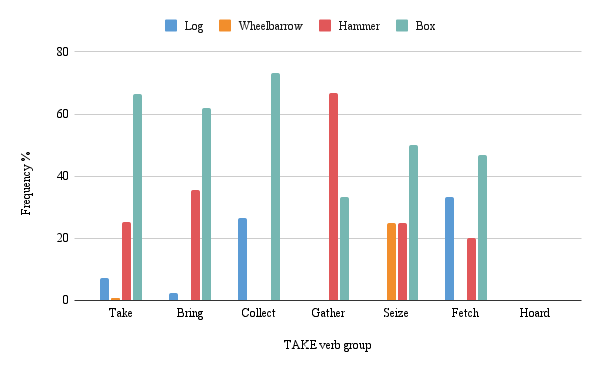 Log Wheelbarrow Hammer Box
80
60
40
20
0
Frequency %
Take Bring Collect Gather Seize Fetch Hoard
TAKE verb group